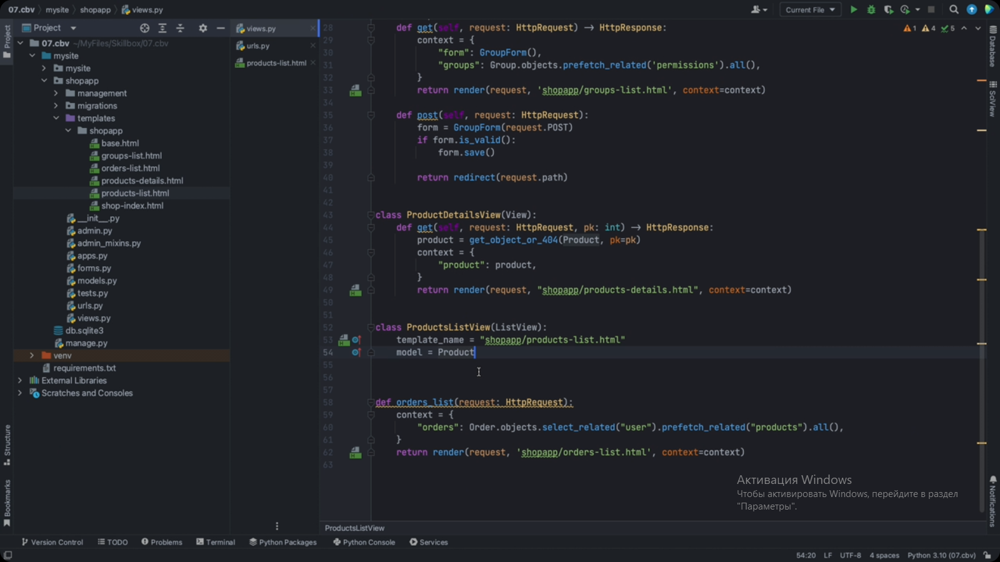 07.cbv mysite shopapp views.py
Current File
Project
views.py
urls.py
products-list.html
07.cbv ~/MyFiles/Skillbox/07.cbv
mysite
mysite
shopapp
management
migrations
templates
shopapp
base.html
groups-list.html
orders-list.html
products-details.html
products-list.html
shop-index.html
__init__.py
admin.py
admin_mixins.py
apps.py
forms.py
models.py
tests.py
urls.py
views.py
db.sqlite3
manage.py
venv
requirements.txt
External Libraries
Scratches and Consoles
Project
Structure
Bookmarks
1 4 5
28 def get(self, request: HttpRequest) → HttpResponse:
29 context = {
30 "form": GroupForm(),
31 "groups": Group.objects.prefetch_related('permissions').all(),
32 }
33 return render(request, 'shopapp/groups-list.html', context=context)
34
35 def post(self, request: HttpRequest):
36 form = GroupForm(request.POST)
37 if form.is_valid():
38 form.save()
39
40 return redirect(request.path)
41
42
43 class ProductDetailsView(View):
44 def get(self, request: HttpRequest, pk: int) → HttpResponse:
45 product = get_object_or_404(Product, pk=pk)
46 context = {
47 "product": product,
48 }
49 return render(request, "shopapp/products-details.html", context=context)
50
51
52 class ProductsListView(ListView):
53 template_name = "shopapp/products-list.html"
54 model = Product
55
56
57
58 def orders_list(request: HttpRequest):
59 context = {
60 "orders": Order.objects.select_related("user").prefetch_related("products").all(),
61 }
62 return render(request, 'shopapp/orders-list.html', context=context)
63
Database
SciView
Notifications
Активация Windows
Чтобы активировать Windows, перейдите в раздел
"Параметры".
ProductsListView
Version Control TODO Problems Terminal Python Packages Python Console Services
54:20 LF UTF-8 4 spaces Python 3.10 (07.cbv)